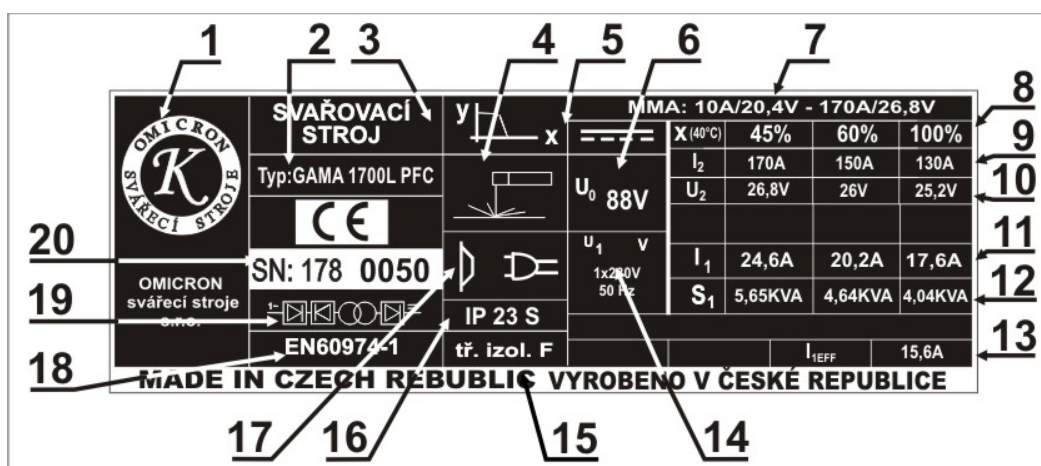 1 2 3 4 5 6 7
8
9
10
11
12
13
20
19
18
17 16 15 14
OMICRON
K
SVAŘECÍ STROJE
OMICRON
svářecí stroje
s.r.o.
SVAŘOVACÍ
STROJ
Typ:GAMA 1700L PFC
CE
SN: 178 0050
1~ =
EN60974-1
y x
IP 23 S
tř. izol. F
U0 88V
U1 V
1x230V
50 Hz
MMA: 10A/20,4V - 170A/26,8V
X (40°C) 45% 60% 100%
I2 170A 150A 130A
U2 26,8V 26V 25,2V
I1 24,6A 20,2A 17,6A
S1 5,65KVA 4,64KVA 4,04KVA
I1EFF 15,6A
MADE IN CZECH REBUBLIC VYROBENO V ČESKÉ REPUBLICE